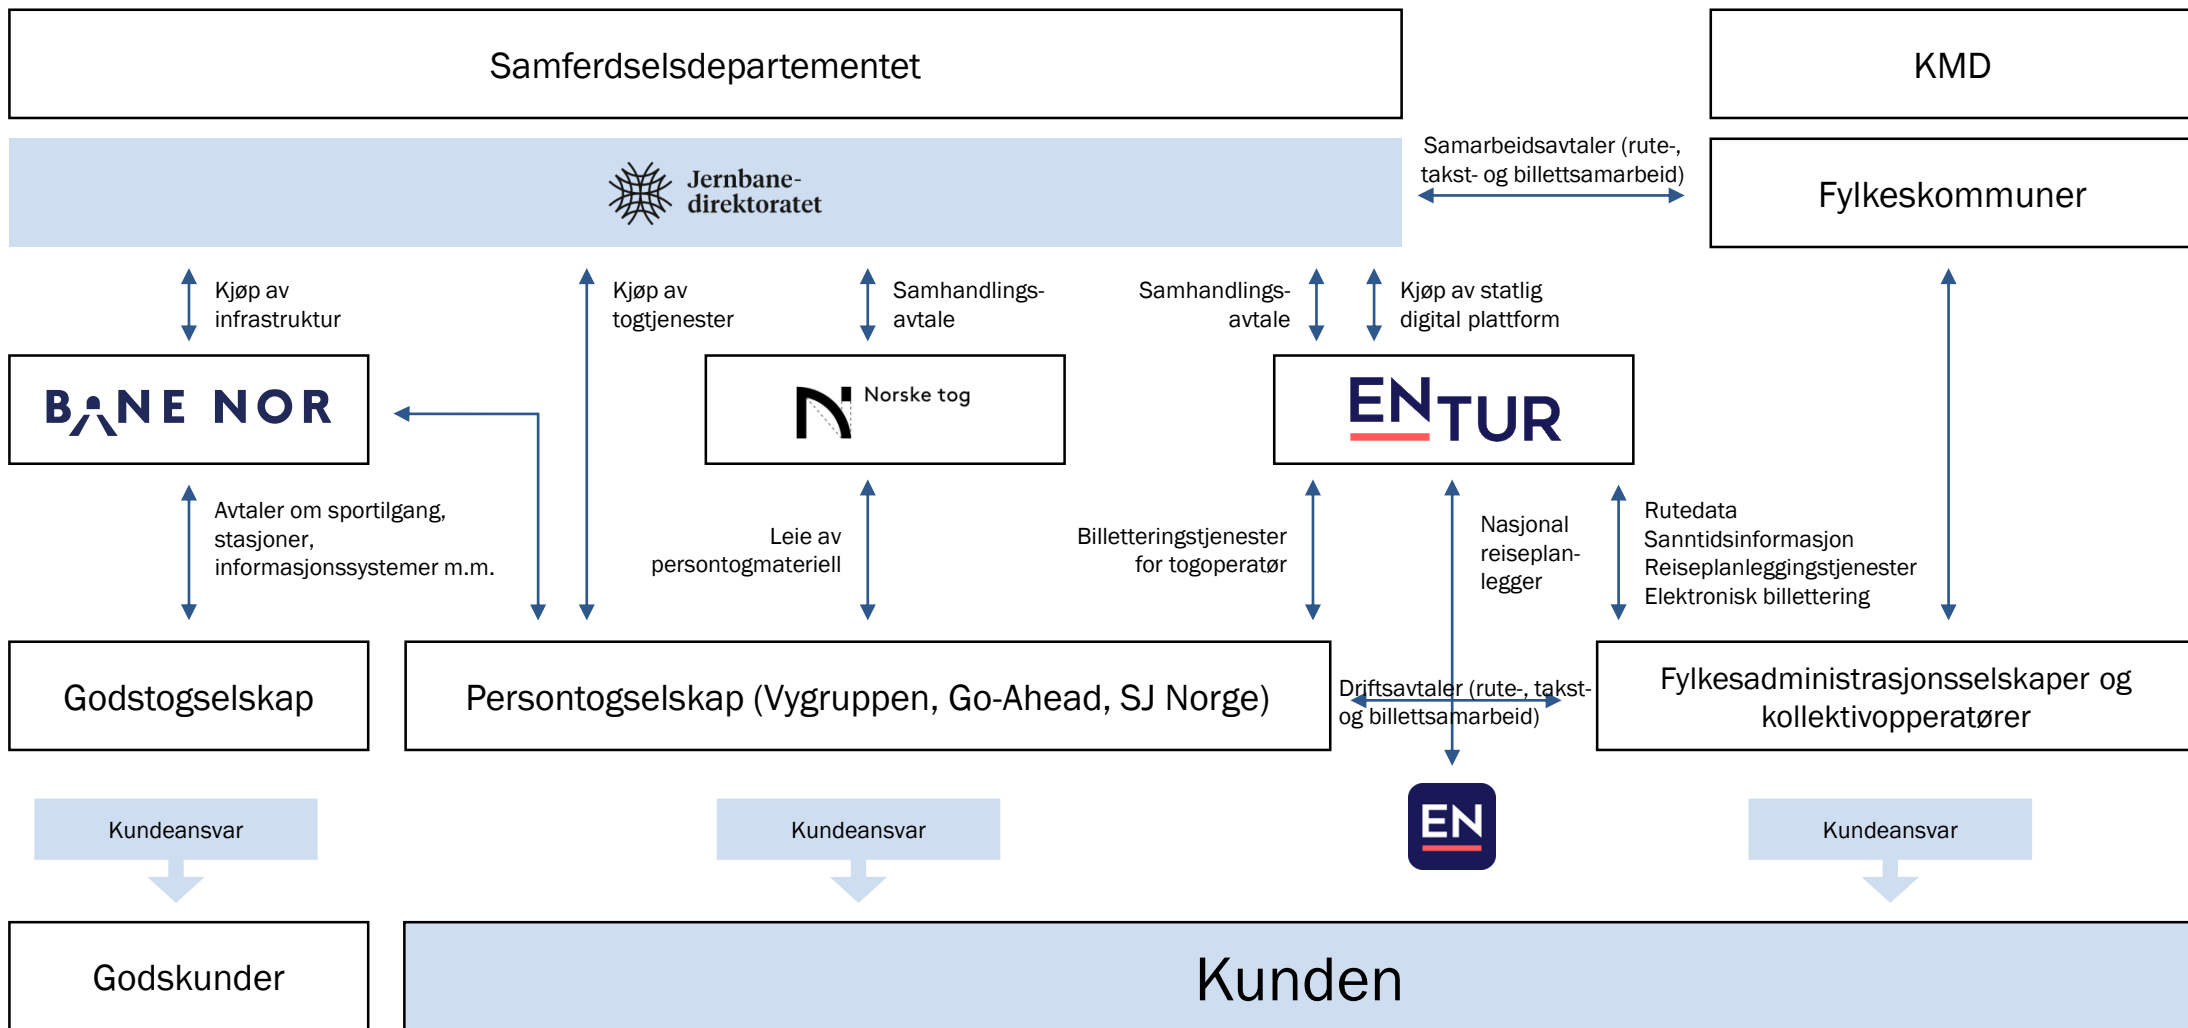 Samferdselsdepartementet
KMD
Jernbane-
direktoratet
Samarbeidsavtaler (rute-,
takst- og billettsamarbeid)
Fylkeskommuner
Kjøp av
infrastruktur
Kjøp av
togtjenester
Samhandlings-
avtale
Samhandlings-
avtale
Kjøp av statlig
digital plattform
BANE NOR
Norske tog
ENTUR
Avtaler om sportilgang,
stasjoner,
informasjonssystemer m.m.
Leie av
persontogmateriell
Billetteringstjenester
for togoperatør
Nasjonal
reiseplan-
legger
Rutedata
Sanntidsinformasjon
Reiseplanleggingstjenester
Elektronisk billettering
Godstogselskap
Persontogselskap (Vygruppen, Go-Ahead, SJ Norge)
Driftsavtaler (rute-, takst-
og billettsamarbeid)
Fylkesadministrasjonsselskaper og
kollektivopperatører
Kundeansvar
Kundeansvar
EN
Kundeansvar
Godskunder
Kunden